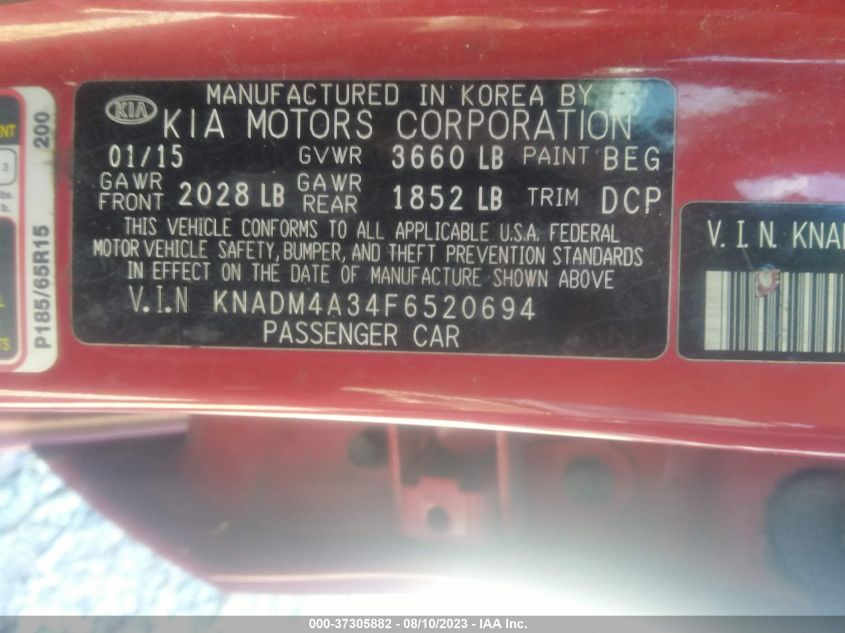 MANUFACTURED IN KOREA BY
KIA
KIA MOTORS CORPORATION
01/15 GVWR 3660 LB PAINT BEG
GAWR FRONT 2028 LB GAWR REAR 1852 LB TRIM DCP
THIS VEHICLE CONFORMS TO ALL APPLICABLE U.S.A. FEDERAL
MOTOR VEHICLE SAFETY, BUMPER, AND THEFT PREVENTION STANDARDS
IN EFFECT ON THE DATE OF MANUFACTURE SHOWN ABOVE
V.I.N KNADM4A34F6520694
PASSENGER CAR
V.I.N. KNA
P185/65R15 200
000-37305882 - 08/10/2023 - IAA Inc.